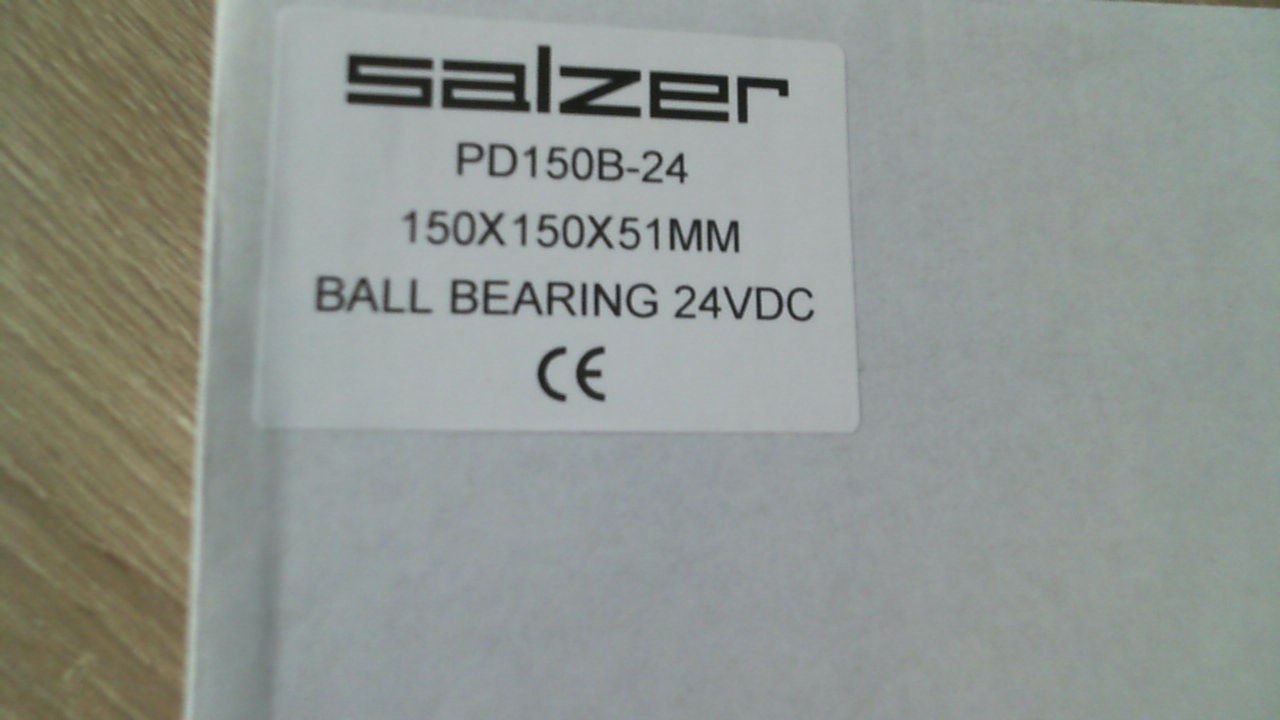 salzer
PD150B-24
150X150X51MM
BALL BEARING 24VDC
CE